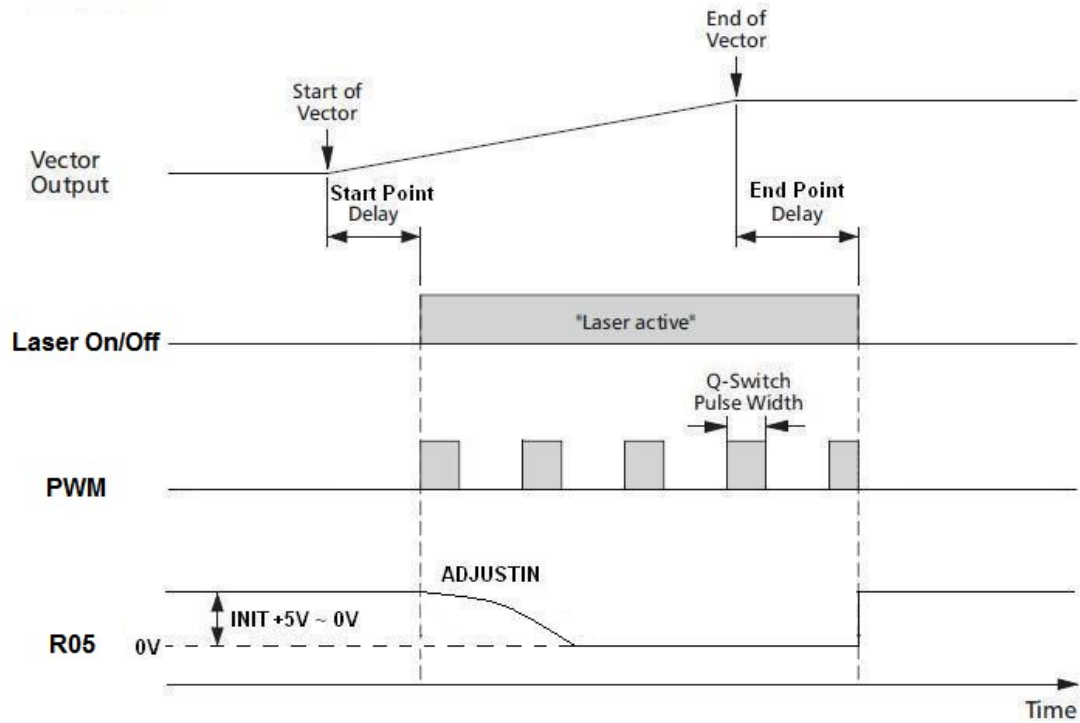 End of
Vector
Start of
Vector
Vector
Output
Start Point
Delay
End Point
Delay
Laser On/Off
"Laser active"
Q-Switch
Pulse Width
PWM
ADJUSTIN
INIT +5V ~ 0V
R05
0V
Time